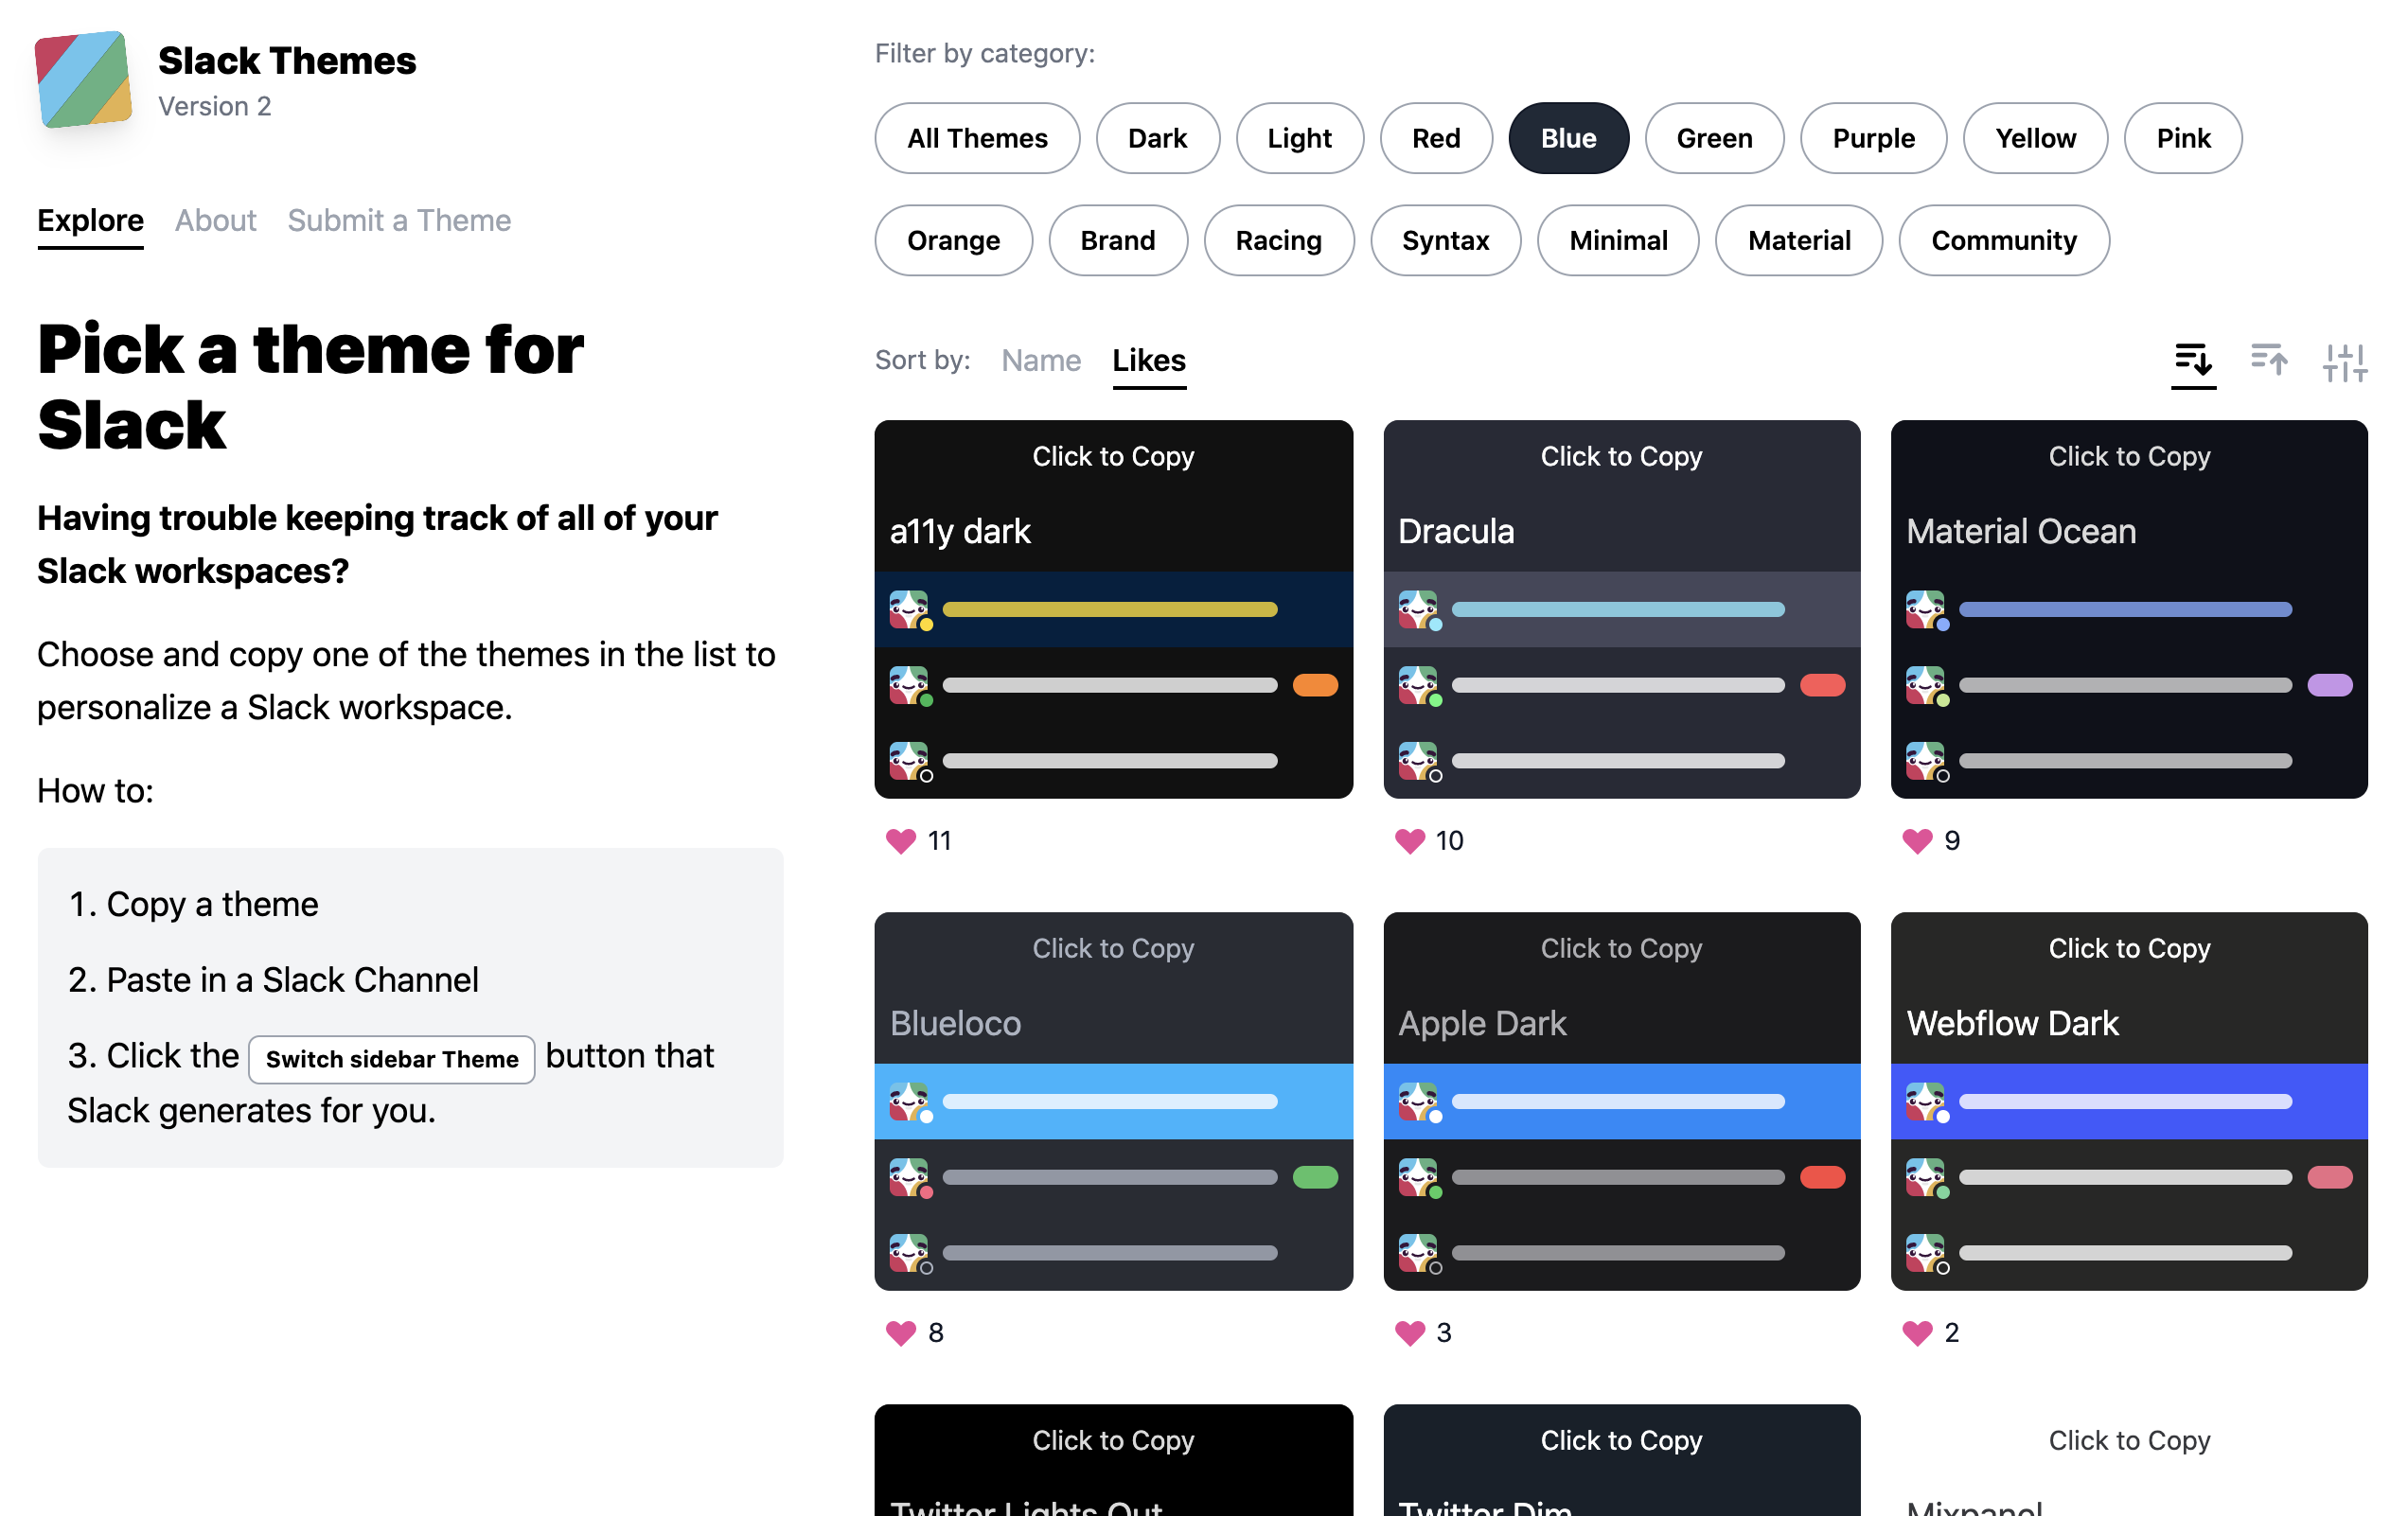 Slack Themes
Version 2
Explore About Submit a Theme
Pick a theme for
Slack
Having trouble keeping track of all of your
Slack workspaces?
Choose and copy one of the themes in the list to
personalize a Slack workspace.
How to:
1. Copy a theme
2. Paste in a Slack Channel
3. Click the Switch sidebar Theme button that
Slack generates for you.
Filter by category:
All Themes Dark Light Red Blue Green Purple Yellow Pink
Orange Brand Racing Syntax Minimal Material Community
Sort by: Name Likes
Click to Copy
a11y dark
11
Click to Copy
Dracula
10
Click to Copy
Material Ocean
9
Click to Copy
Blueloco
8
Click to Copy
Apple Dark
3
Click to Copy
Webflow Dark
2
Click to Copy
Twitter Lights Out
Click to Copy
Twitter Dim
Click to Copy
Mixpanel